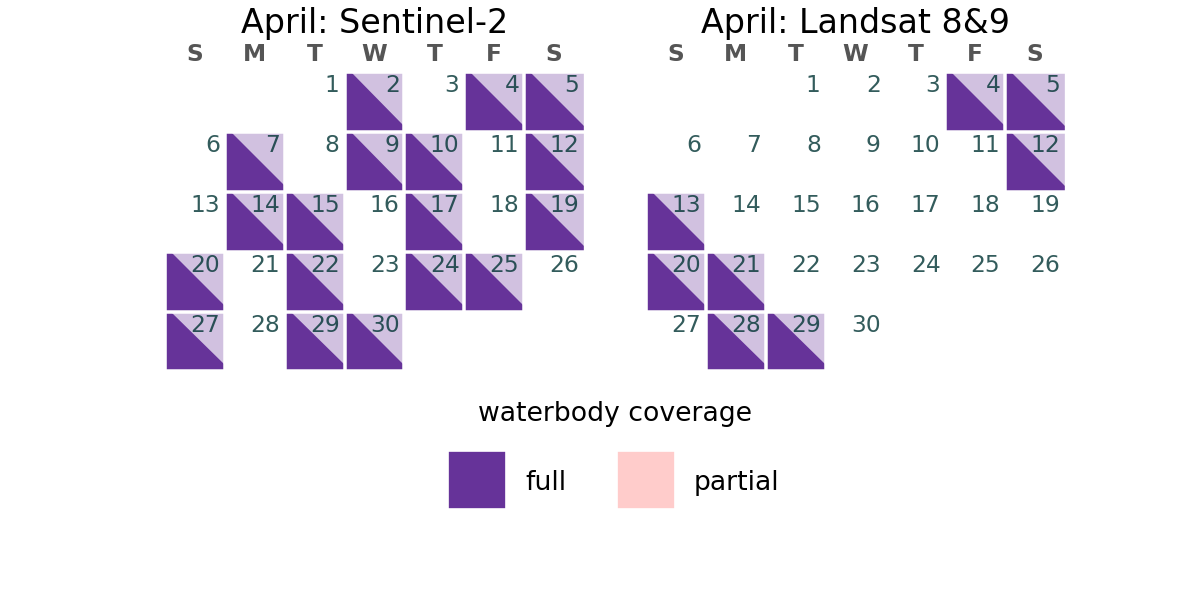 April: Sentinel-2
S M T W T F S
1 2 3 4 5
6 7 8 9 10 11 12
13 14 15 16 17 18 19
20 21 22 23 24 25 26
27 28 29 30
April: Landsat 8&9
S M T W T F S
1 2 3 4 5
6 7 8 9 10 11 12
13 14 15 16 17 18 19
20 21 22 23 24 25 26
27 28 29 30
waterbody coverage
full partial